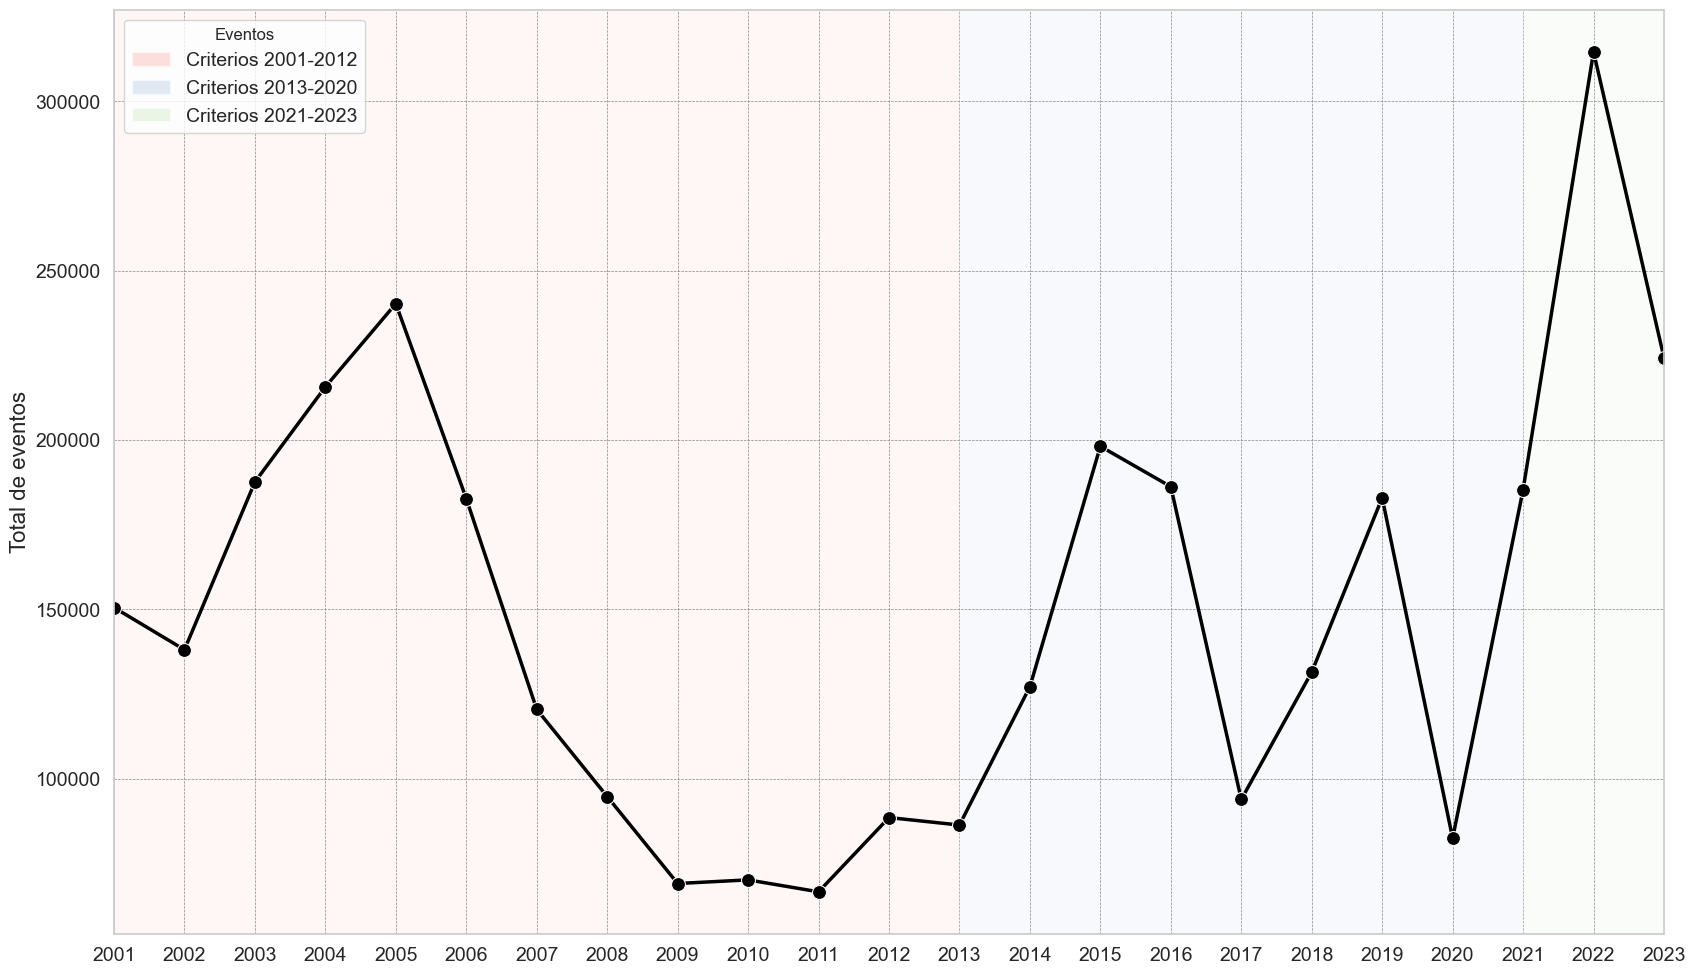 Eventos
Criterios 2001-2012
Criterios 2013-2020
Criterios 2021-2023
300000
250000
200000
150000
100000
Total de eventos
2001 2002 2003 2004 2005 2006 2007 2008 2009 2010 2011 2012 2013 2014 2015 2016 2017 2018 2019 2020 2021 2022 2023